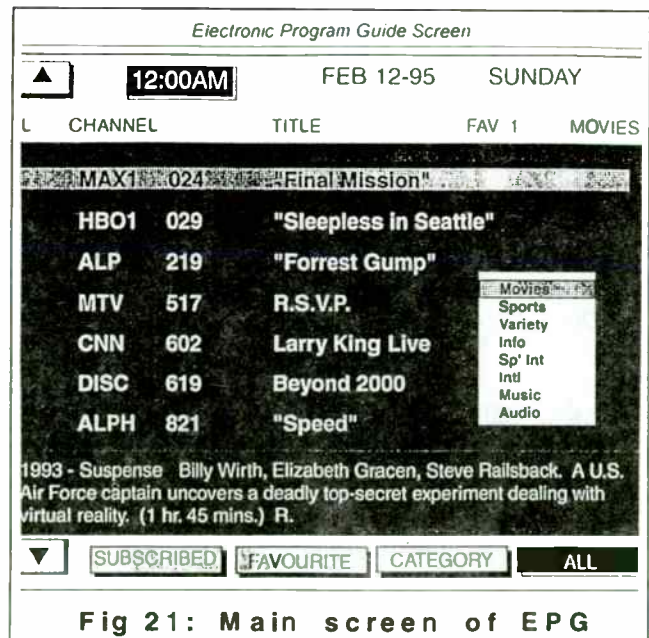 Electronic Program Guide Screen
▲ 12:00AM FEB 12-95 SUNDAY
L CHANNEL TITLE FAV 1 MOVIES
MAX1 024 "Final Mission"
HBO1 029 "Sleepless in Seattle"
ALP 219 "Forrest Gump"
MTV 517 R.S.V.P.
CNN 602 Larry King Live
DISC 619 Beyond 2000
ALPH 821 "Speed"
Movies
Sports
Variety
Info
Sp' Int
Intl
Music
Audio
1993 - Suspense Billy Wirth, Elizabeth Gracen, Steve Railsback. A U.S.
Air Force captain uncovers a deadly top-secret experiment dealing with
virtual reality. (1 hr. 45 mins.) R.
▼ SUBSCRIBED FAVOURITE CATEGORY ALL
Fig 21: Main screen of EPG